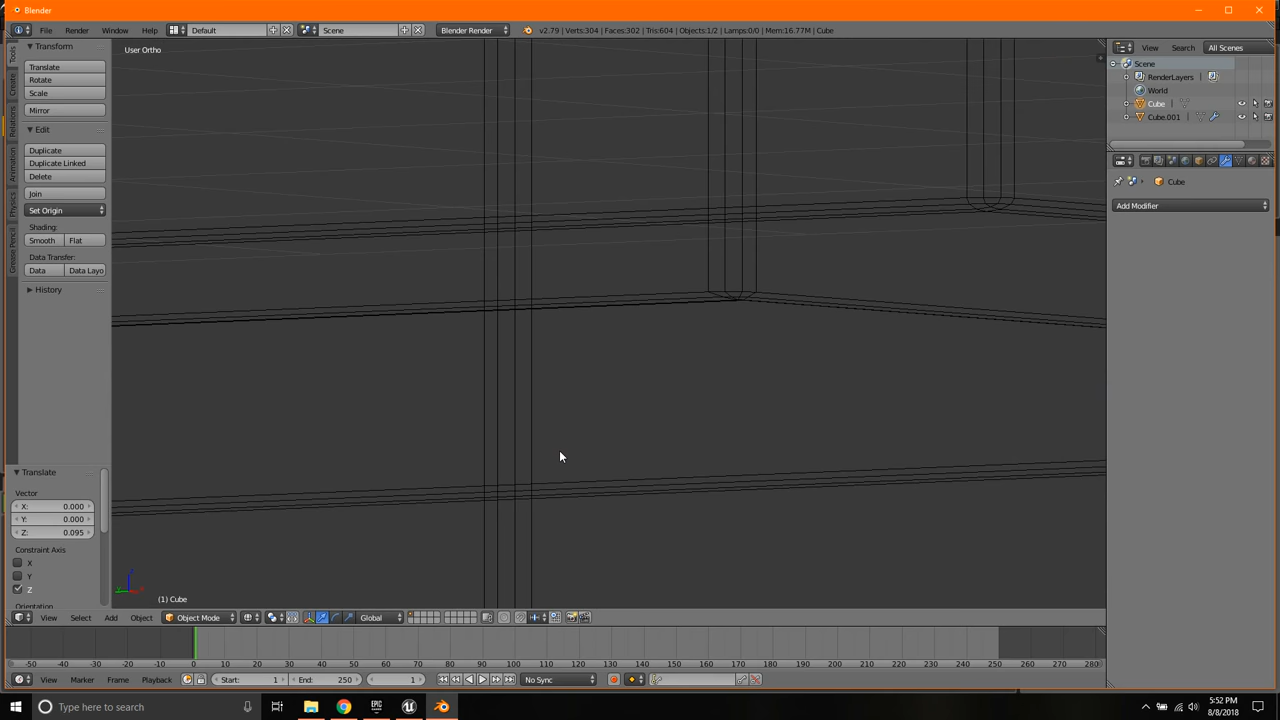 Blender
File Render Window Help Default Scene Blender Render v2.79 | Verts:304 | Faces:302 | Tris:604 | Objects:1/2 | Lamps:0/0 | Mem:16.77M | Cube
Tools
Create
Relations
Animation
Physics
Grease Pencil
Transform
Translate
Rotate
Scale
Mirror
Edit
Duplicate
Duplicate Linked
Delete
Join
Set Origin
Shading:
Smooth Flat
Data Transfer:
Data Data Layo
History
Translate
Vector
X: 0.000
Y: 0.000
Z: 0.095
Constraint Axis
X
Y
Z
Orientation
User Ortho
(1) Cube
View Search All Scenes
Scene
RenderLayers
World
Cube
Cube.001
Cube
Add Modifier
View Select Add Object Object Mode Global
-50 -40 -30 -20 -10 0 10 20 30 40 50 60 70 80 90 100 110 120 130 140 150 160 170 180 190 200 210 220 230 240 250 260 270 280
View Marker Frame Playback Start: 1 End: 250 1 No Sync
Type here to search
5:52 PM
8/8/2018